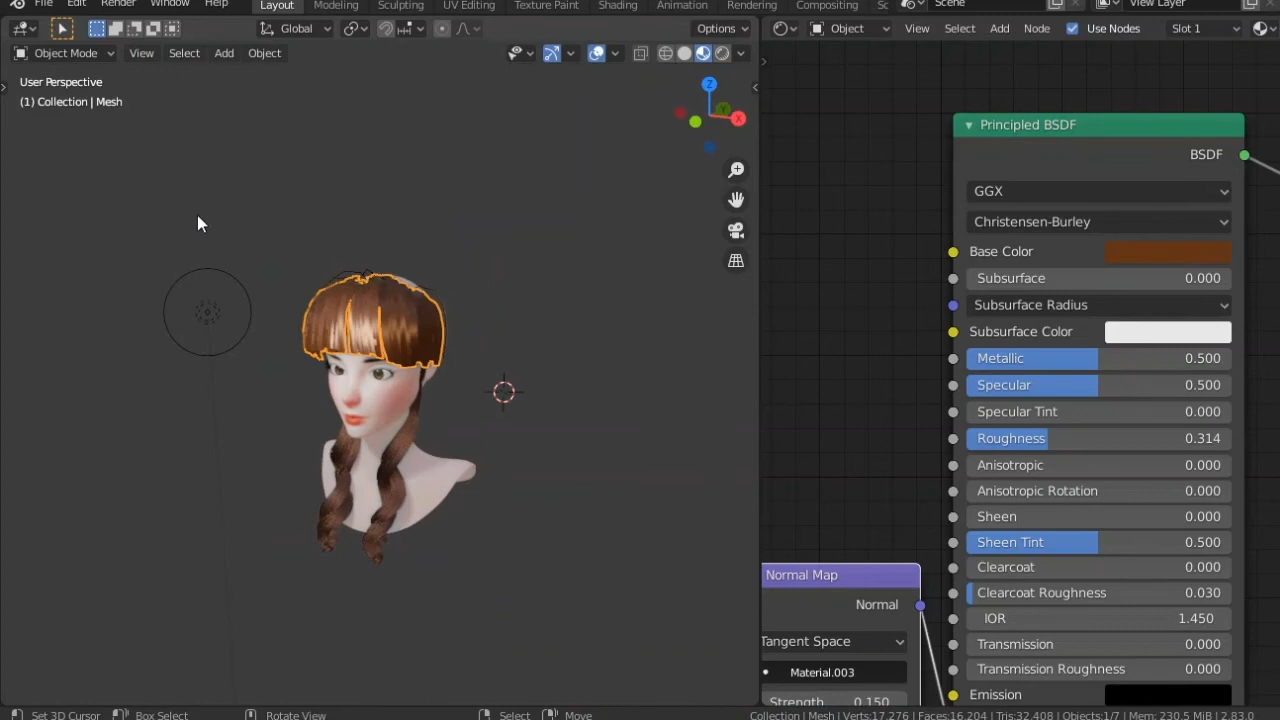 File Edit Render Window Help Layout Modeling Sculpting UV Editing Texture Paint Shading Animation Rendering Compositing Sc Scene View Layer
Global Options Object View Select Add Node Use Nodes Slot 1
Object Mode View Select Add Object
User Perspective
(1) Collection | Mesh
Z
Y
X
Principled BSDF
BSDF
GGX
Christensen-Burley
Base Color
Subsurface 0.000
Subsurface Radius
Subsurface Color
Metallic 0.500
Specular 0.500
Specular Tint 0.000
Roughness 0.314
Anisotropic 0.000
Anisotropic Rotation 0.000
Sheen 0.000
Sheen Tint 0.500
Clearcoat 0.000
Clearcoat Roughness 0.030
IOR 1.450
Transmission 0.000
Transmission Roughness 0.000
Emission
Normal Map
Normal
Tangent Space
Material.003
Strength 0.150
Set 3D Cursor Box Select Rotate View Select Move Collection | Mesh | Verts:17,276 | Faces:16,204 | Tris:32,408 | Objects:1/7 | Mem: 230.5 MiB | 2.83.0